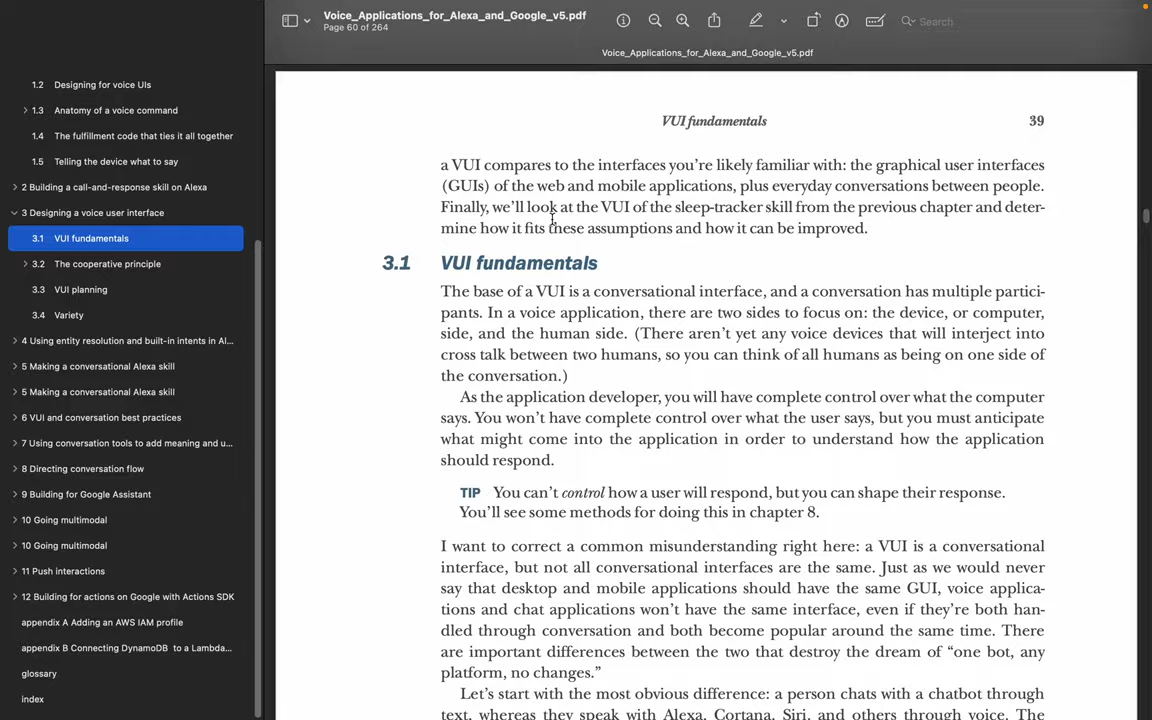 Voice_Applications_for_Alexa_and_Google_v5.pdf
Page 60 of 264
Search
Voice_Applications_for_Alexa_and_Google_v5.pdf
1.2 Designing for voice UIs
1.3 Anatomy of a voice command
1.4 The fulfillment code that ties it all together
1.5 Telling the device what to say
2 Building a call-and-response skill on Alexa
3 Designing a voice user interface
3.1 VUI fundamentals
3.2 The cooperative principle
3.3 VUI planning
3.4 Variety
4 Using entity resolution and built-in intents in Al...
5 Making a conversational Alexa skill
5 Making a conversational Alexa skill
6 VUI and conversation best practices
7 Using conversation tools to add meaning and u...
8 Directing conversation flow
9 Building for Google Assistant
10 Going multimodal
10 Going multimodal
11 Push interactions
12 Building for actions on Google with Actions SDK
appendix A Adding an AWS IAM profile
appendix B Connecting DynamoDB to a Lambda...
glossary
index
VUI fundamentals 39
a VUI compares to the interfaces you're likely familiar with: the graphical user interfaces
(GUIs) of the web and mobile applications, plus everyday conversations between people.
Finally, we'll look at the VUI of the sleep-tracker skill from the previous chapter and deter-
mine how it fits these assumptions and how it can be improved.
3.1 VUI fundamentals
The base of a VUI is a conversational interface, and a conversation has multiple partici-
pants. In a voice application, there are two sides to focus on: the device, or computer,
side, and the human side. (There aren't yet any voice devices that will interject into
cross talk between two humans, so you can think of all humans as being on one side of
the conversation.)
As the application developer, you will have complete control over what the computer
says. You won't have complete control over what the user says, but you must anticipate
what might come into the application in order to understand how the application
should respond.
TIP You can't control how a user will respond, but you can shape their response.
You'll see some methods for doing this in chapter 8.
I want to correct a common misunderstanding right here: a VUI is a conversational
interface, but not all conversational interfaces are the same. Just as we would never
say that desktop and mobile applications should have the same GUI, voice applica-
tions and chat applications won't have the same interface, even if they're both han-
dled through conversation and both become popular around the same time. There
are important differences between the two that destroy the dream of "one bot, any
platform, no changes."
Let's start with the most obvious difference: a person chats with a chatbot through
text, whereas they speak with Alexa, Cortana, Siri, and others through voice. The